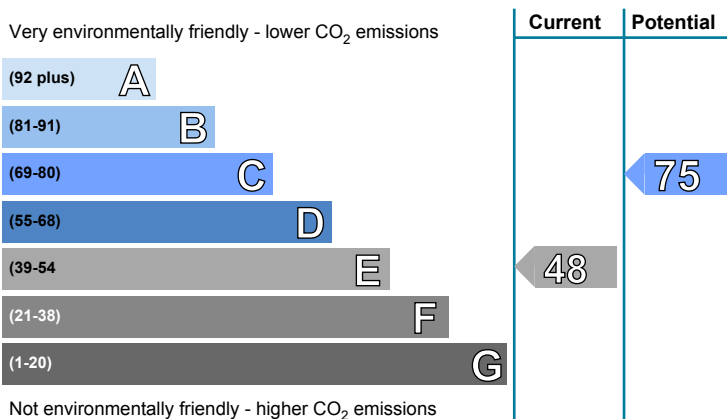 Very environmentally friendly - lower CO2 emissions
Current
Potential
(92 plus) A
(81-91) B
(69-80) C
75
(55-68) D
(39-54 E
48
(21-38) F
(1-20) G
Not environmentally friendly - higher CO2 emissions